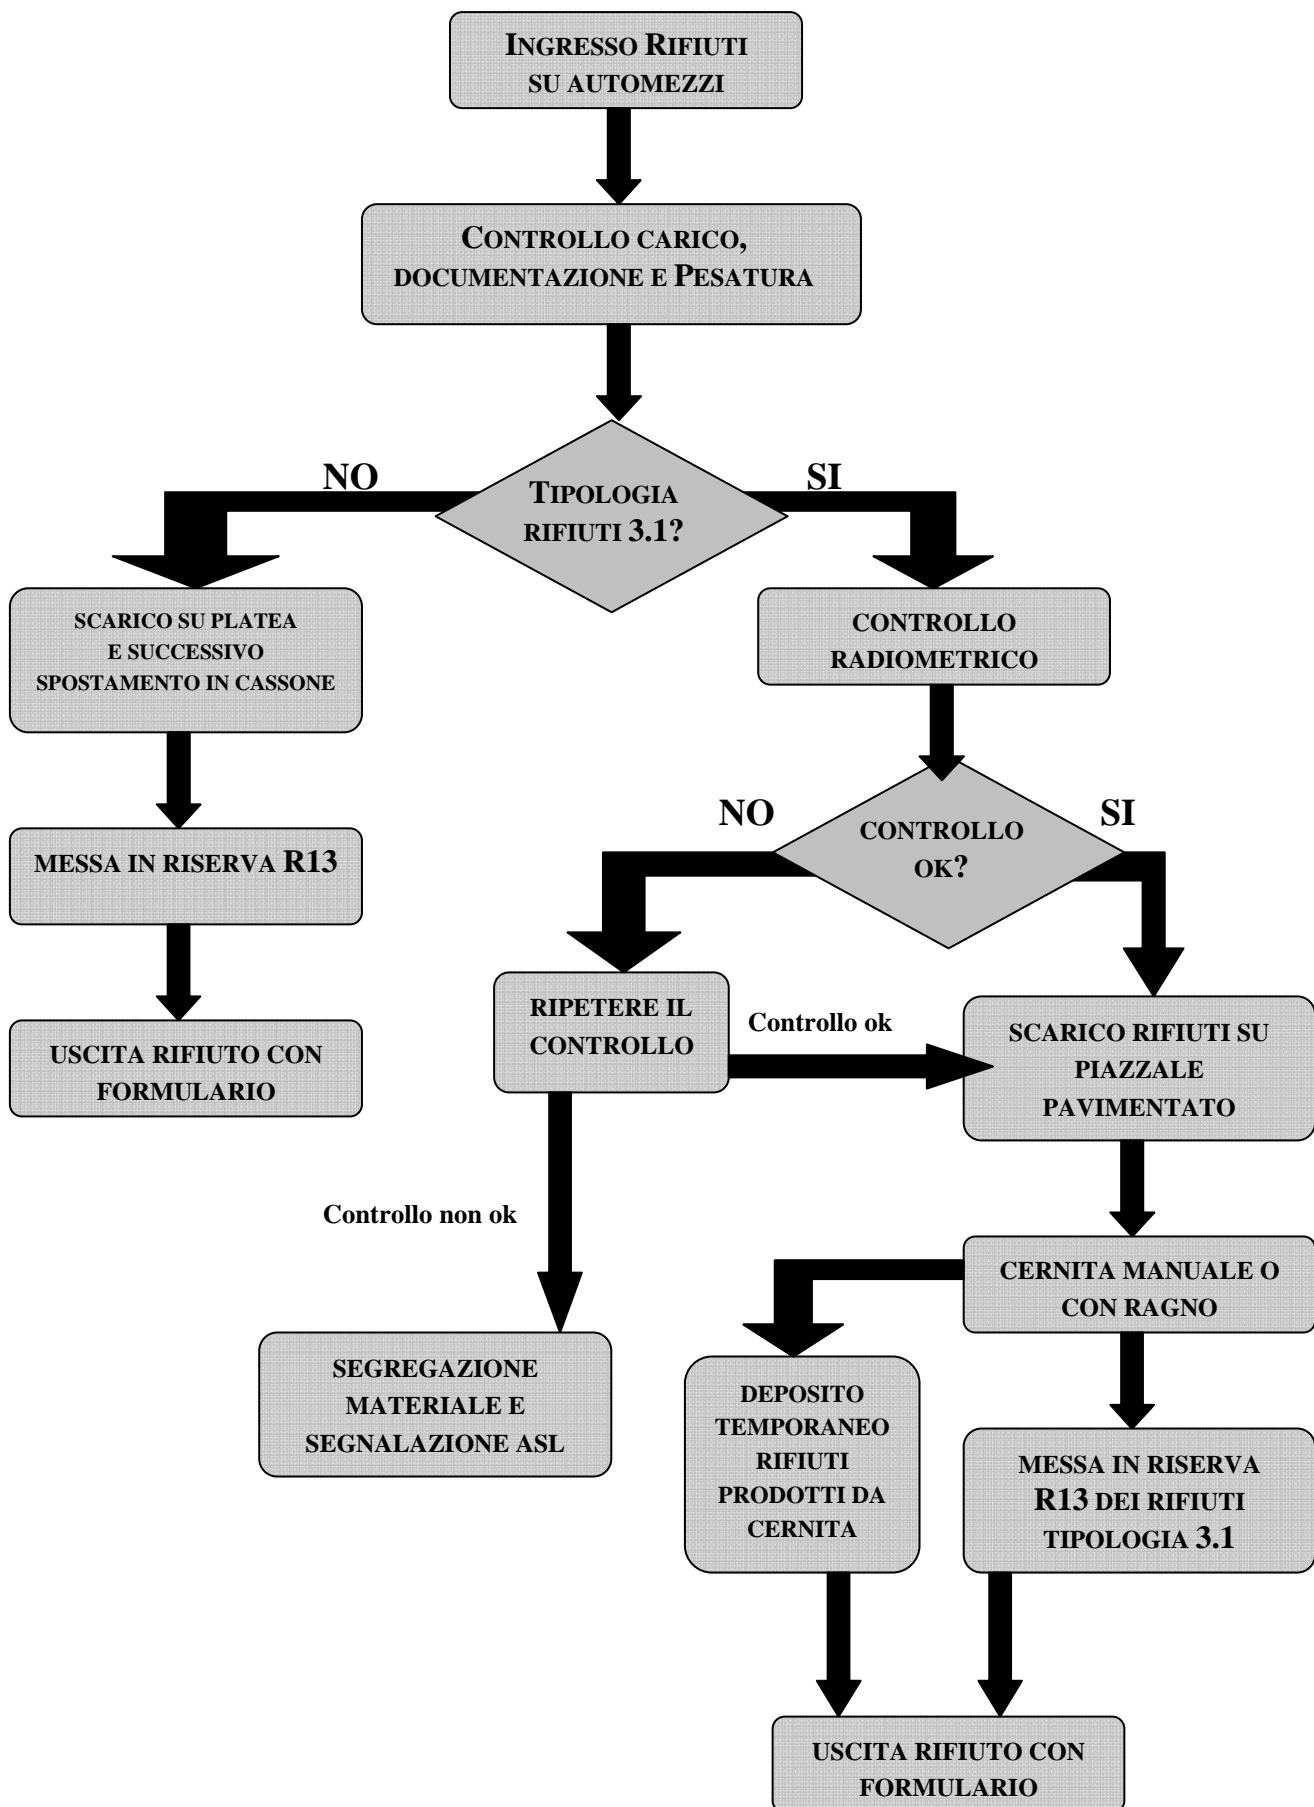 INGRESSO RIFIUTI
SU AUTOMEZZI
CONTROLLO CARICO,
DOCUMENTAZIONE E PESATURA
NO
SI
TIPOLOGIA
RIFIUTI 3.1?
SCARICO SU PLATEA
E SUCCESSIVO
SPOSTAMENTO IN CASSONE
CONTROLLO
RADIOMETRICO
MESSA IN RISERVA R13
NO
SI
CONTROLLO
OK?
USCITA RIFIUTO CON
FORMULARIO
RIPETERE IL
CONTROLLO
Controllo ok
SCARICO RIFIUTI SU
PIAZZALE
PAVIMENTATO
Controllo non ok
CERNITA MANUALE O
CON RAGNO
SEGREGAZIONE
MATERIALE E
SEGNALAZIONE ASL
DEPOSITO
TEMPORANEO
RIFIUTI
PRODOTTI DA
CERNITA
MESSA IN RISERVA
R13 DEI RIFIUTI
TIPOLOGIA 3.1
USCITA RIFIUTO CON
FORMULARIO